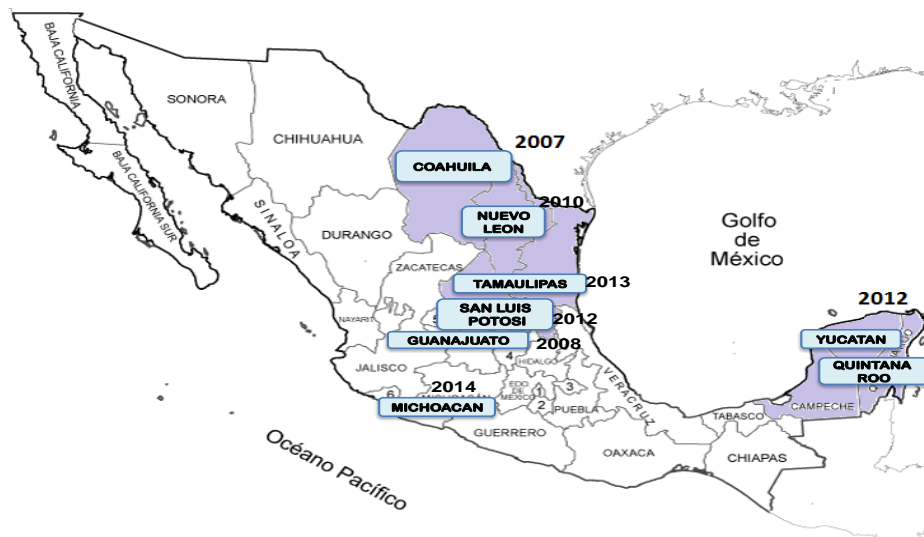 BAJA CALIFORNIA
SONORA
CHIHUAHUA
2007
COAHUILA
BAJA CALIFORNIA SUR
SINALOA
2010
NUEVO
LEON
DURANGO
Golfo
de
México
ZACATECAS
TAMAULIPAS
2013
SAN LUIS
POTOSI
2012
2012
NAYARIT
GUANAJUATO
2008
YUCATAN
4
HIDALGO
JALISCO
QUINTANA
ROO
2014
6
EDO
DE
MEXICO
1
3
2
VERACRUZ
MICHOACAN
PUEBLA
CAMPECHE
TABASCO
GUERRERO
OAXACA
CHIAPAS
Océano Pacífico